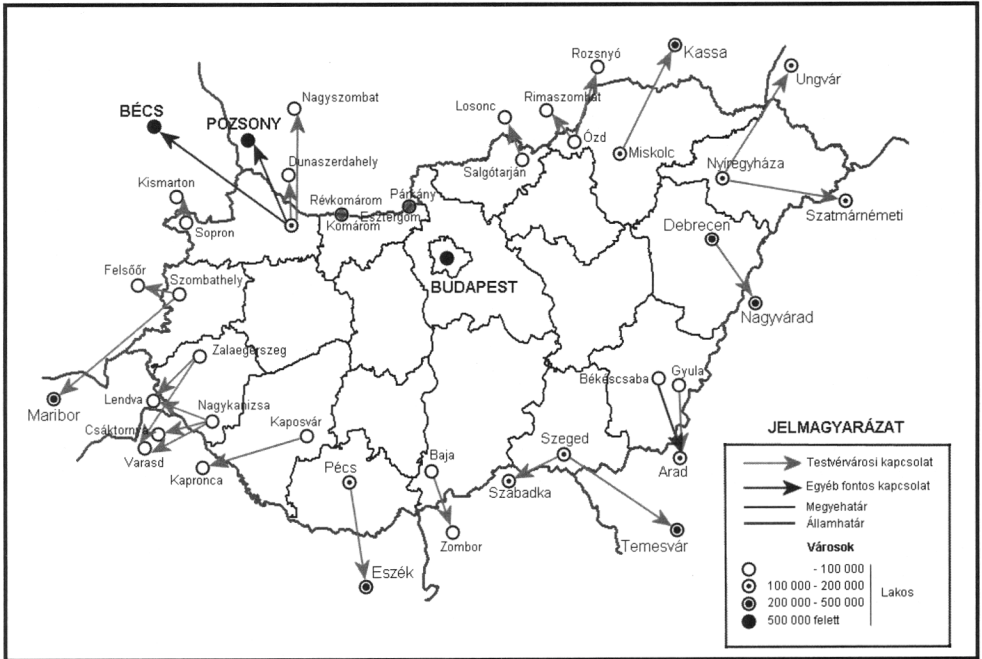 Rozsnyó
Kassa
Ungvár
BÉCS
POZSONY
Nagyszombat
Losonc
Rimaszombat
Ózd
Miskolc
Salgótarján
Nyíregyháza
Dunaszerdahely
Kismarton
Sopron
Révkomárom
Komárom
Párkány
Esztergom
Szatmárnémeti
Debrecen
Felsőőr
Szombathely
BUDAPEST
Nagyvárad
Zalaegerszeg
Békéscsaba
Gyula
Maribor
Lendva
Nagykanizsa
Csáktornya
Varasd
Kapronca
Kaposvár
Pécs
Baja
Szeged
Szabadka
Arad
Zombor
Temesvár
Eszék
JELMAGYARÁZAT
Testvérvárosi kapcsolat
Egyéb fontos kapcsolat
Megyehatár
Államhatár
Városok
- 100 000
100 000 - 200 000
200 000 - 500 000
500 000 felett
Lakos